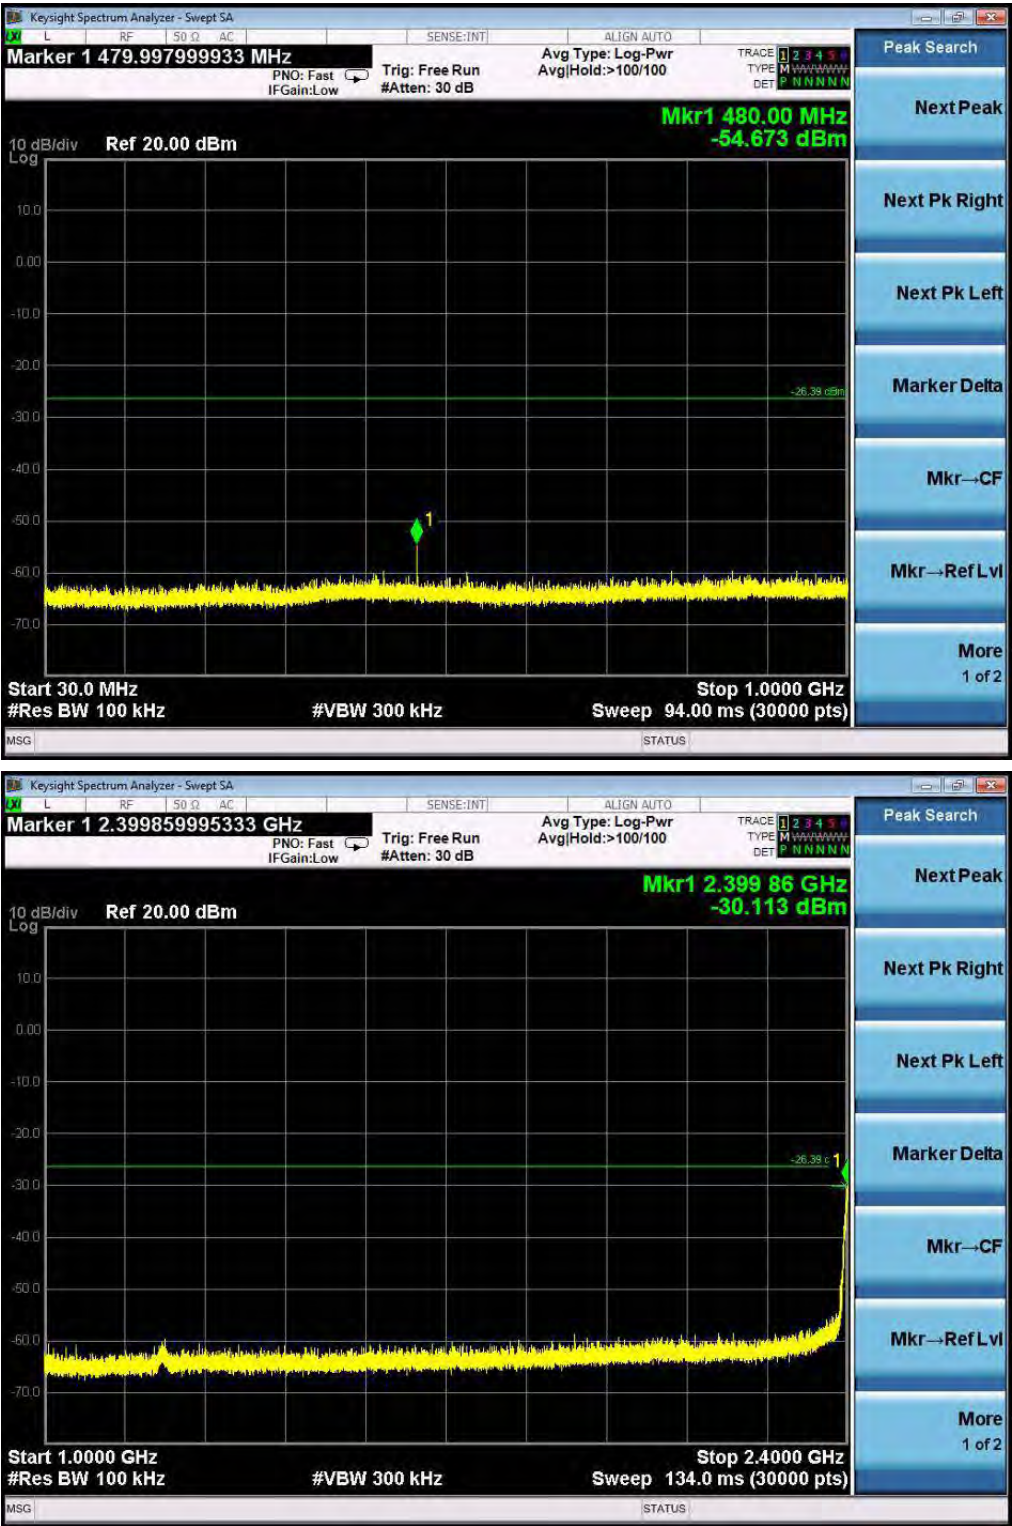 Keysight Spectrum Analyzer - Swept SA
L RF 50 Ω AC SENSE:INT ALIGN AUTO
Marker 1 479.997999933 MHz
PNO: Fast
IFGain:Low
Trig: Free Run
#Atten: 30 dB
Avg Type: Log-Pwr
Avg|Hold:>100/100
TRACE 1 2 3 4 5 6
TYPE M
DET P N N N N N
Peak Search
Mkr1 480.00 MHz
-54.673 dBm
10 dB/div Ref 20.00 dBm
Log
10.0
0.00
-10.0
-20.0
-26.39 dBm
-30.0
-40.0
-50.0
1
-60.0
-70.0
Start 30.0 MHz Stop 1.0000 GHz
#Res BW 100 kHz #VBW 300 kHz Sweep 94.00 ms (30000 pts)
MSG STATUS
Next Peak
Next Pk Right
Next Pk Left
Marker Delta
Mkr→CF
Mkr→Ref Lvl
More
1 of 2
Keysight Spectrum Analyzer - Swept SA
L RF 50 Ω AC SENSE:INT ALIGN AUTO
Marker 1 2.399859995333 GHz
PNO: Fast
IFGain:Low
Trig: Free Run
#Atten: 30 dB
Avg Type: Log-Pwr
Avg|Hold:>100/100
TRACE 1 2 3 4 5 6
TYPE M
DET P N N N N N
Peak Search
Mkr1 2.399 86 GHz
-30.113 dBm
10 dB/div Ref 20.00 dBm
Log
10.0
0.00
-10.0
-20.0
-26.39 1
-30.0
-40.0
-50.0
-60.0
-70.0
Start 1.0000 GHz Stop 2.4000 GHz
#Res BW 100 kHz #VBW 300 kHz Sweep 134.0 ms (30000 pts)
MSG STATUS
Next Peak
Next Pk Right
Next Pk Left
Marker Delta
Mkr→CF
Mkr→Ref Lvl
More
1 of 2